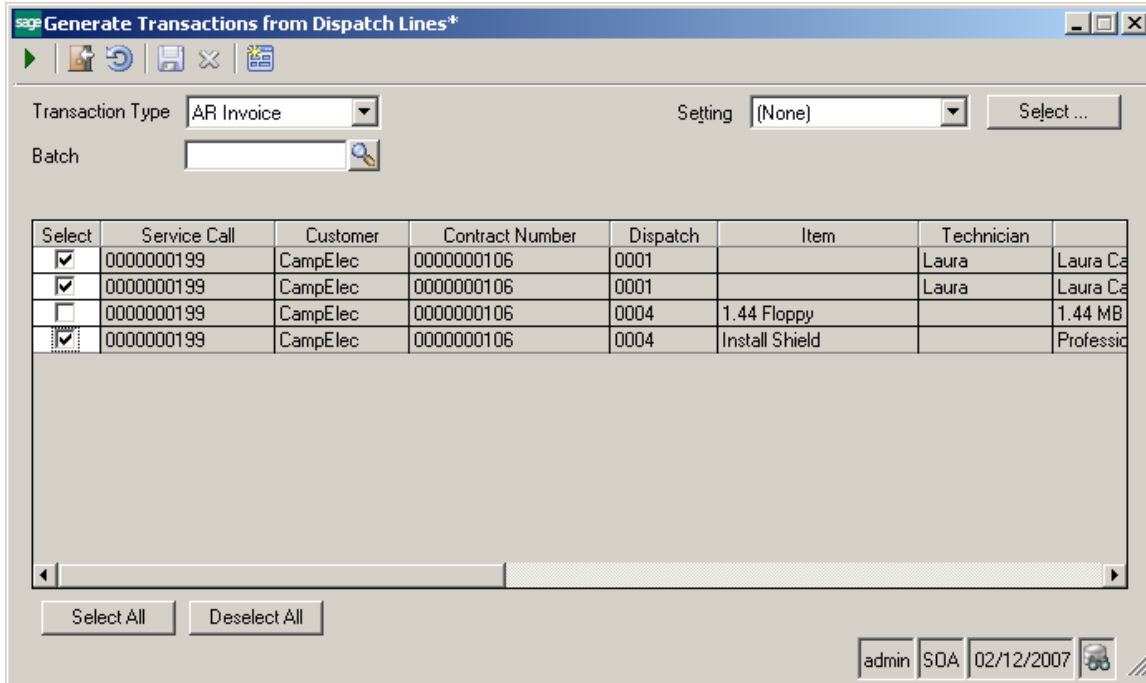 sage Generate Transactions from Dispatch Lines*
Transaction Type AR Invoice Setting (None) Select ...
Batch
Select Service Call Customer Contract Number Dispatch Item Technician
0000000199 CampElec 0000000106 0001 Laura Laura Ca
0000000199 CampElec 0000000106 0001 Laura Laura Ca
0000000199 CampElec 0000000106 0004 1.44 Floppy 1.44 MB
0000000199 CampElec 0000000106 0004 Install Shield Professic
Select All Deselect All
admin SOA 02/12/2007